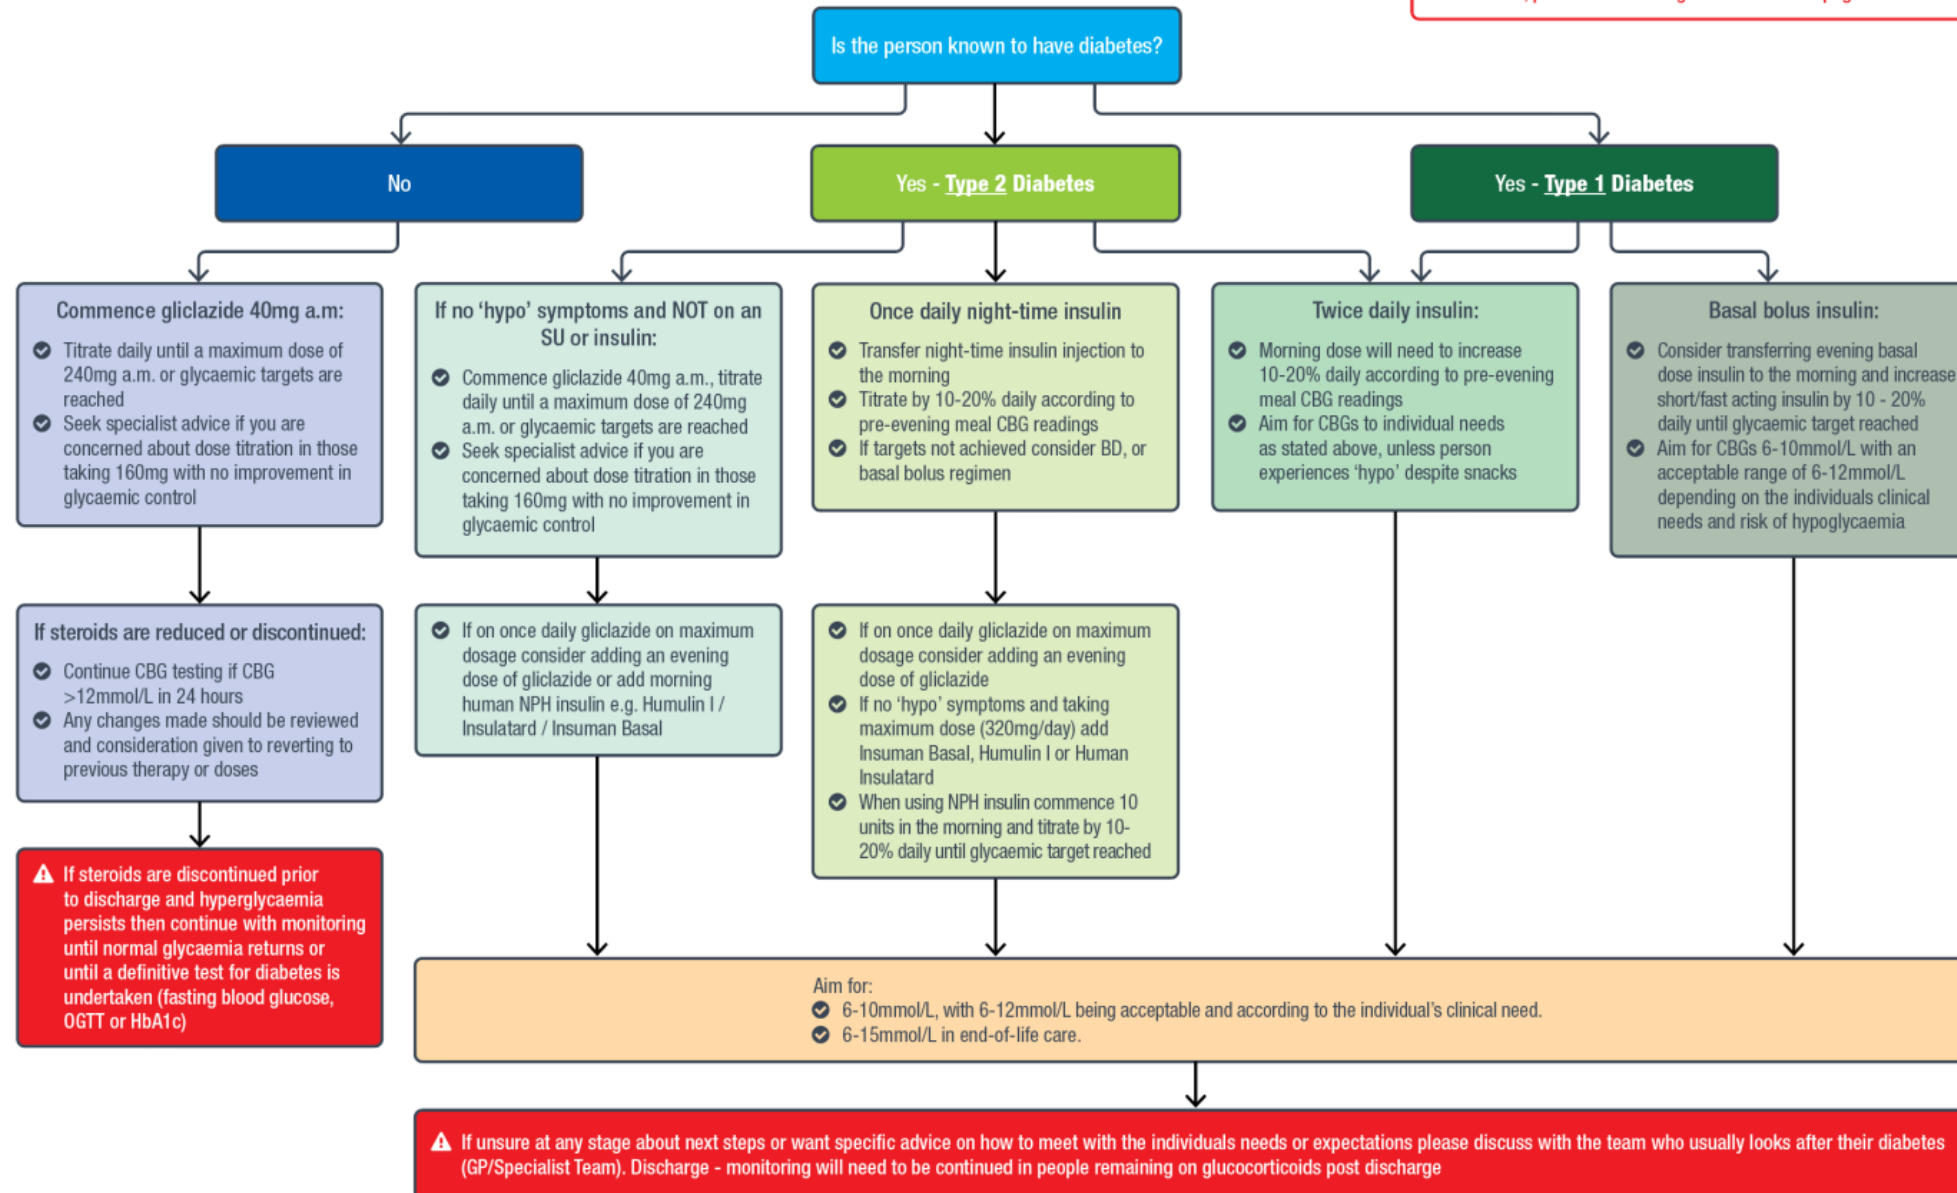 Is the person known to have diabetes?
No
Yes - Type 2 Diabetes
Yes - Type 1 Diabetes
Commence gliclazide 40mg a.m:
Titrate daily until a maximum dose of
240mg a.m. or glycaemic targets are
reached
Seek specialist advice if you are
concerned about dose titration in those
taking 160mg with no improvement in
glycaemic control
If no ‘hypo’ symptoms and NOT on an
SU or insulin:
Commence gliclazide 40mg a.m., titrate
daily until a maximum dose of 240mg
a.m. or glycaemic targets are reached
Seek specialist advice if you are
concerned about dose titration in those
taking 160mg with no improvement in
glycaemic control
Once daily night-time insulin
Transfer night-time insulin injection to
the morning
Titrate by 10-20% daily according to
pre-evening meal CBG readings
If targets not achieved consider BD, or
basal bolus regimen
Twice daily insulin:
Morning dose will need to increase
10-20% daily according to pre-evening
meal CBG readings
Aim for CBGs to individual needs
as stated above, unless person
experiences ‘hypo’ despite snacks
Basal bolus insulin:
Consider transferring evening basal
dose insulin to the morning and increase
short/fast acting insulin by 10 - 20%
daily until glycaemic target reached
Aim for CBGs 6-10mmol/L with an
acceptable range of 6-12mmol/L
depending on the individuals clinical
needs and risk of hypoglycaemia
If steroids are reduced or discontinued:
Continue CBG testing if CBG
>12mmol/L in 24 hours
Any changes made should be reviewed
and consideration given to reverting to
previous therapy or doses
If on once daily gliclazide on maximum
dosage consider adding an evening
dose of gliclazide or add morning
human NPH insulin e.g. Humulin I /
Insulatard / Insuman Basal
If on once daily gliclazide on maximum
dosage consider adding an evening
dose of gliclazide
If no ‘hypo’ symptoms and taking
maximum dose (320mg/day) add
Insuman Basal, Humulin I or Human
Insulatard
When using NPH insulin commence 10
units in the morning and titrate by 10-
20% daily until glycaemic target reached
If steroids are discontinued prior
to discharge and hyperglycaemia
persists then continue with monitoring
until normal glycaemia returns or
until a definitive test for diabetes is
undertaken (fasting blood glucose,
OGTT or HbA1c)
Aim for:
6-10mmol/L, with 6-12mmol/L being acceptable and according to the individual’s clinical need.
6-15mmol/L in end-of-life care.
If unsure at any stage about next steps or want specific advice on how to meet with the individuals needs or expectations please discuss with the team who usually looks after their diabetes
(GP/Specialist Team). Discharge - monitoring will need to be continued in people remaining on glucocorticoids post discharge